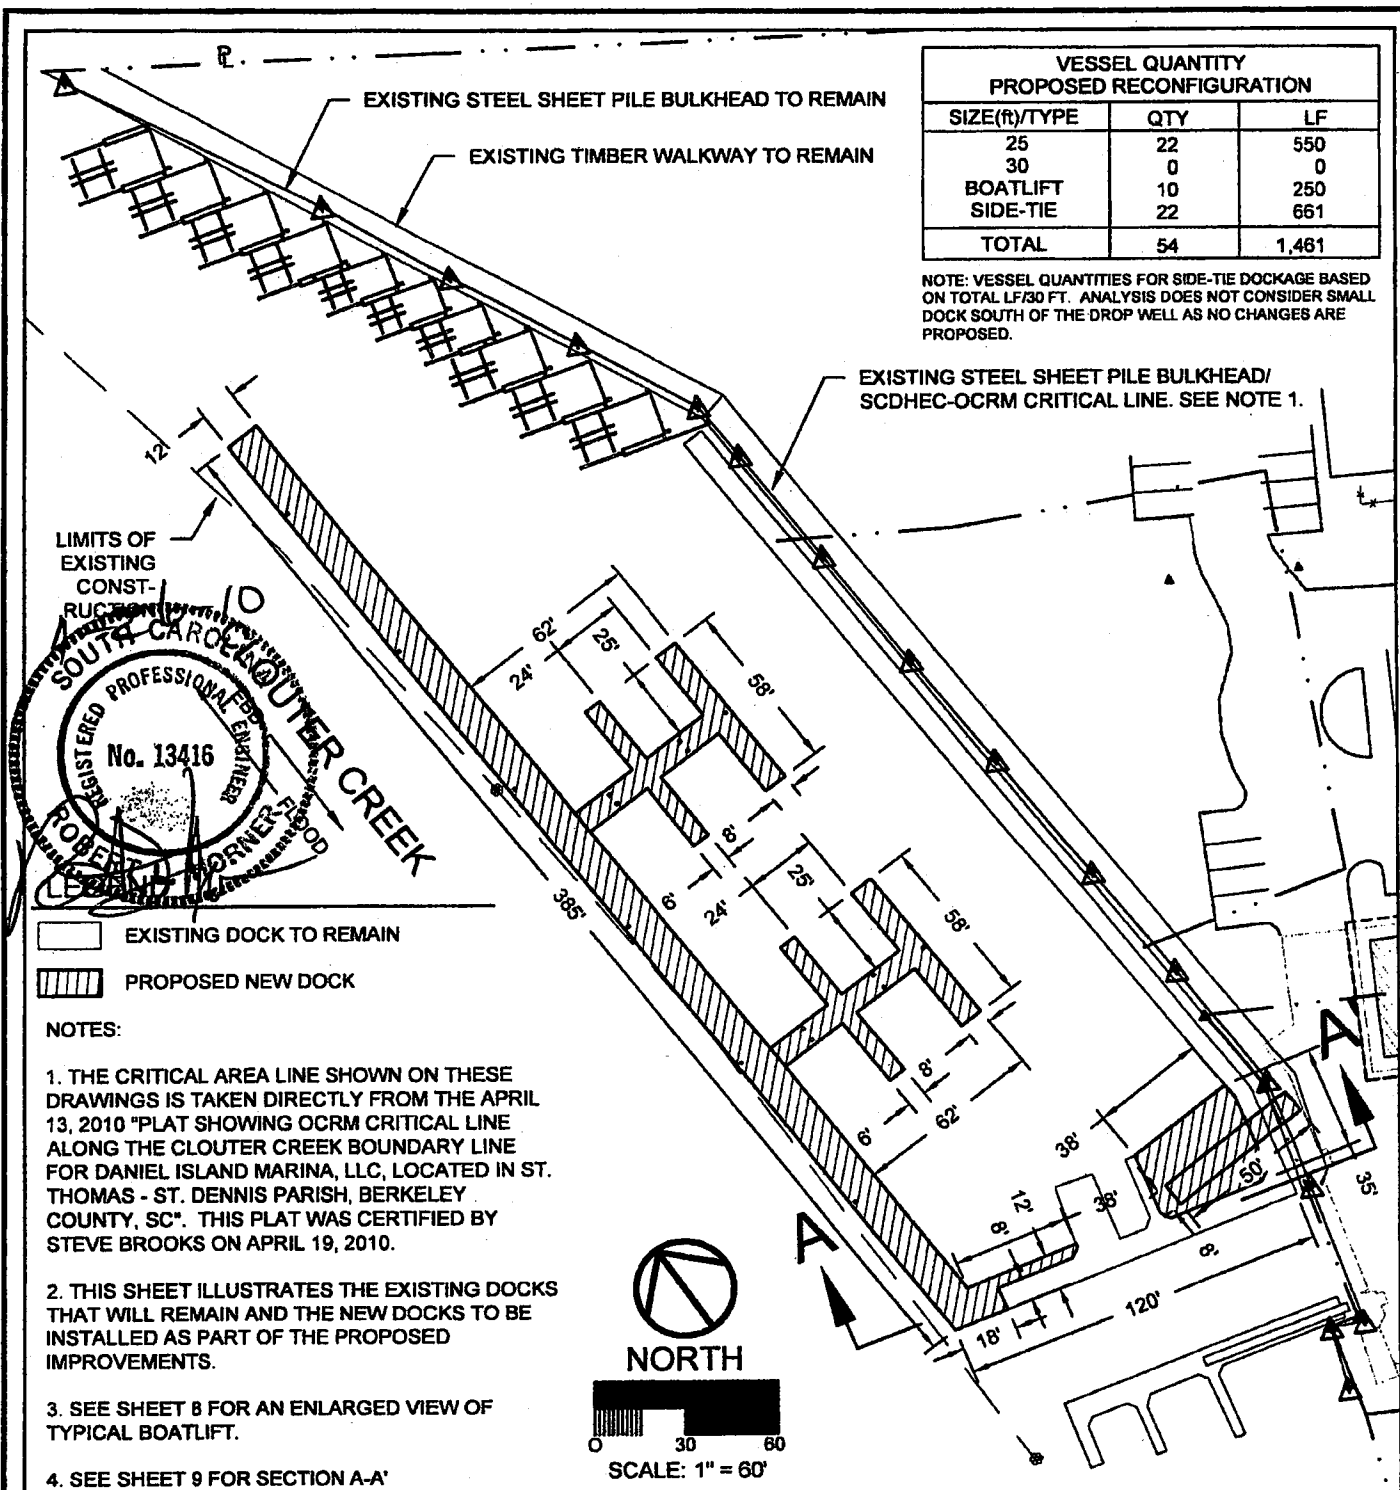 VESSEL QUANTITY
PROPOSED RECONFIGURATION
SIZE(ft)/TYPE QTY LF
25 22 550
30 0 0
BOATLIFT 10 250
SIDE-TIE 22 661
TOTAL 54 1,461
NOTE: VESSEL QUANTITIES FOR SIDE-TIE DOCKAGE BASED
ON TOTAL LF/30 FT. ANALYSIS DOES NOT CONSIDER SMALL
DOCK SOUTH OF THE DROP WELL AS NO CHANGES ARE
PROPOSED.
EXISTING STEEL SHEET PILE BULKHEAD TO REMAIN
EXISTING TIMBER WALKWAY TO REMAIN
EXISTING STEEL SHEET PILE BULKHEAD/
SCDHEC-OCRM CRITICAL LINE. SEE NOTE 1.
12'
LIMITS OF
EXISTING
CONST-
RUCTION
62'
24'
25'
58'
8'
6'
24'
25'
58'
8'
6'
62'
385'
38'
38'
12'
8'
50'
35'
8'
120'
18'
A
A
SOUTH CAROLINA
REGISTERED PROFESSIONAL ENGINEER
No. 13416
ROBERT HORNER
CLOUTER CREEK
EBB
FLOOD
LEGEND
EXISTING DOCK TO REMAIN
PROPOSED NEW DOCK
NOTES:
1. THE CRITICAL AREA LINE SHOWN ON THESE
DRAWINGS IS TAKEN DIRECTLY FROM THE APRIL
13, 2010 "PLAT SHOWING OCRM CRITICAL LINE
ALONG THE CLOUTER CREEK BOUNDARY LINE
FOR DANIEL ISLAND MARINA, LLC, LOCATED IN ST.
THOMAS - ST. DENNIS PARISH, BERKELEY
COUNTY, SC". THIS PLAT WAS CERTIFIED BY
STEVE BROOKS ON APRIL 19, 2010.
2. THIS SHEET ILLUSTRATES THE EXISTING DOCKS
THAT WILL REMAIN AND THE NEW DOCKS TO BE
INSTALLED AS PART OF THE PROPOSED
IMPROVEMENTS.
3. SEE SHEET 8 FOR AN ENLARGED VIEW OF
TYPICAL BOATLIFT.
4. SEE SHEET 9 FOR SECTION A-A'
NORTH
0 30 60
SCALE: 1" = 60'